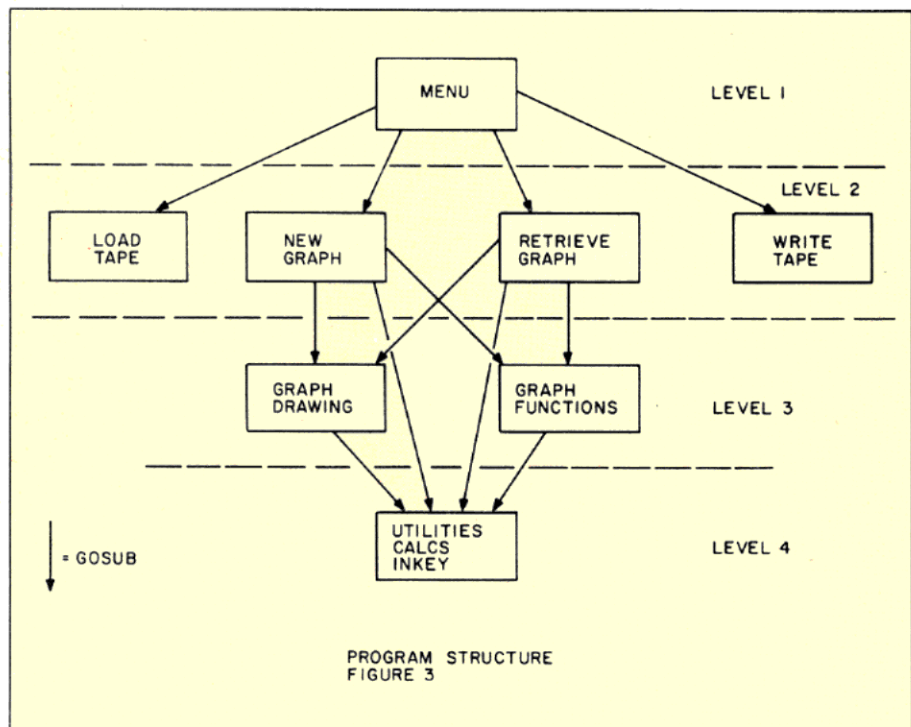 MENU
LEVEL 1
LEVEL 2
LOAD
TAPE
NEW
GRAPH
RETRIEVE
GRAPH
WRITE
TAPE
GRAPH
DRAWING
GRAPH
FUNCTIONS
LEVEL 3
UTILITIES
CALCS
INKEY
LEVEL 4
= GOSUB
PROGRAM STRUCTURE
FIGURE 3